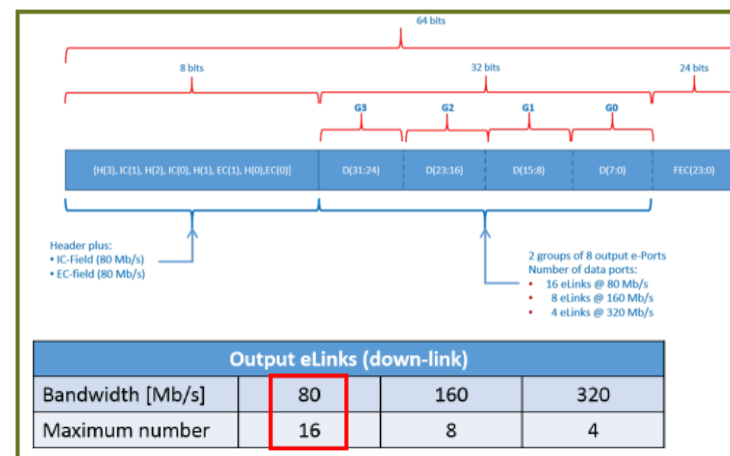 64 bits
8 bits
32 bits
24 bits
G3
G2
G1
G0
{H(3), IC(1), H(2), IC(0), H(1), EC(1), H(0),EC(0)}
D(31:24)
D(23:16)
D(15:8)
D(7:0)
FEC(23:0)
Header plus:
• IC-Field (80 Mb/s)
• EC-field (80 Mb/s)
2 groups of 8 output e-Ports
Number of data ports:
• 16 eLinks @ 80 Mb/s
• 8 eLinks @ 160 Mb/s
• 4 eLinks @ 320 Mb/s
Output eLinks (down-link)
Bandwidth [Mb/s] 80 160 320
Maximum number 16 8 4